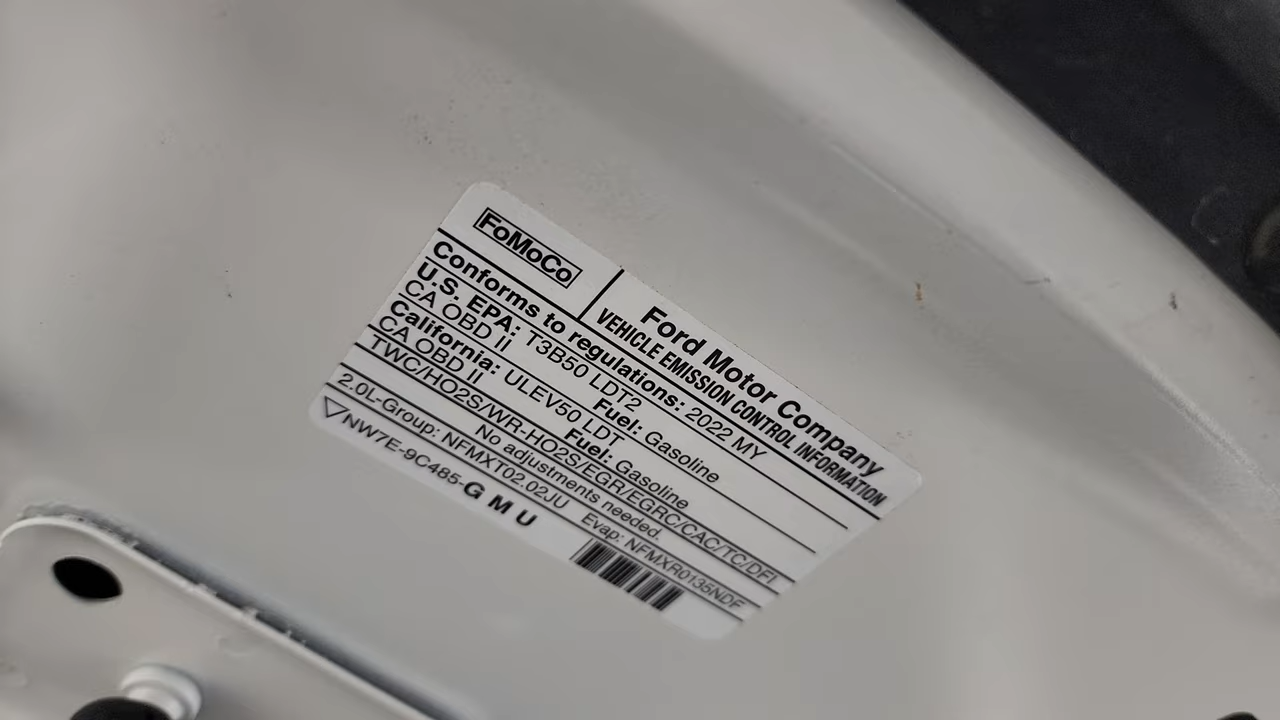 FoMoCo
Ford Motor Company
VEHICLE EMISSION CONTROL INFORMATION
Conforms to regulations: 2022 MY
U.S. EPA: T3B50 LDT2 Fuel: Gasoline
CA OBD II
California: ULEV50 LDT Fuel: Gasoline
CA OBD II
TWC/HO2S/WR-HO2S/EGR/EGRC/CAC/TC/DFI
No adjustments needed.
2.0L-Group: NFMXT02.02JU Evap: NFMXR0135NDF
NW7E-9C485-GMU